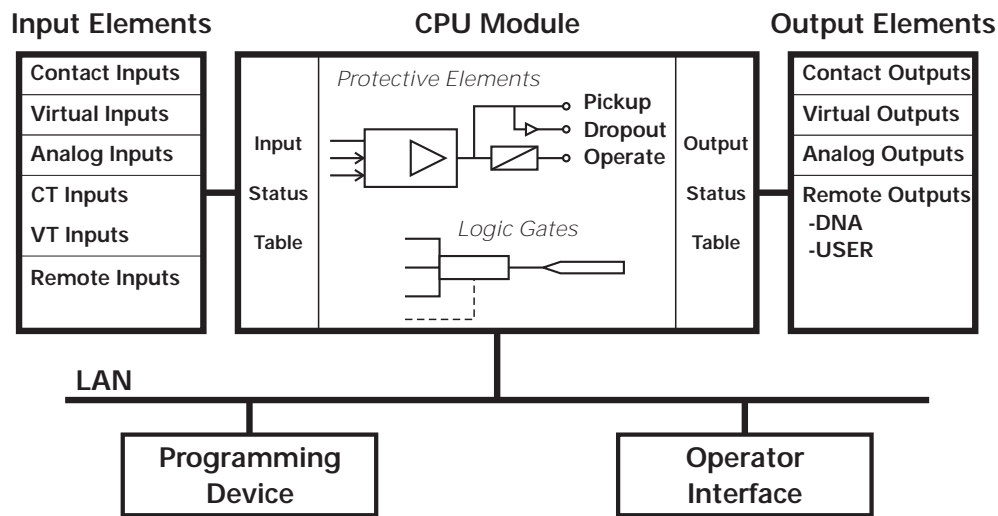 Input Elements
CPU Module
Output Elements
Contact Inputs
Virtual Inputs
Analog Inputs
CT Inputs
VT Inputs
Remote Inputs
Input
Status
Table
Protective Elements
Pickup
Dropout
Operate
Logic Gates
Output
Status
Table
Contact Outputs
Virtual Outputs
Analog Outputs
Remote Outputs
-DNA
-USER
LAN
Programming
Device
Operator
Interface